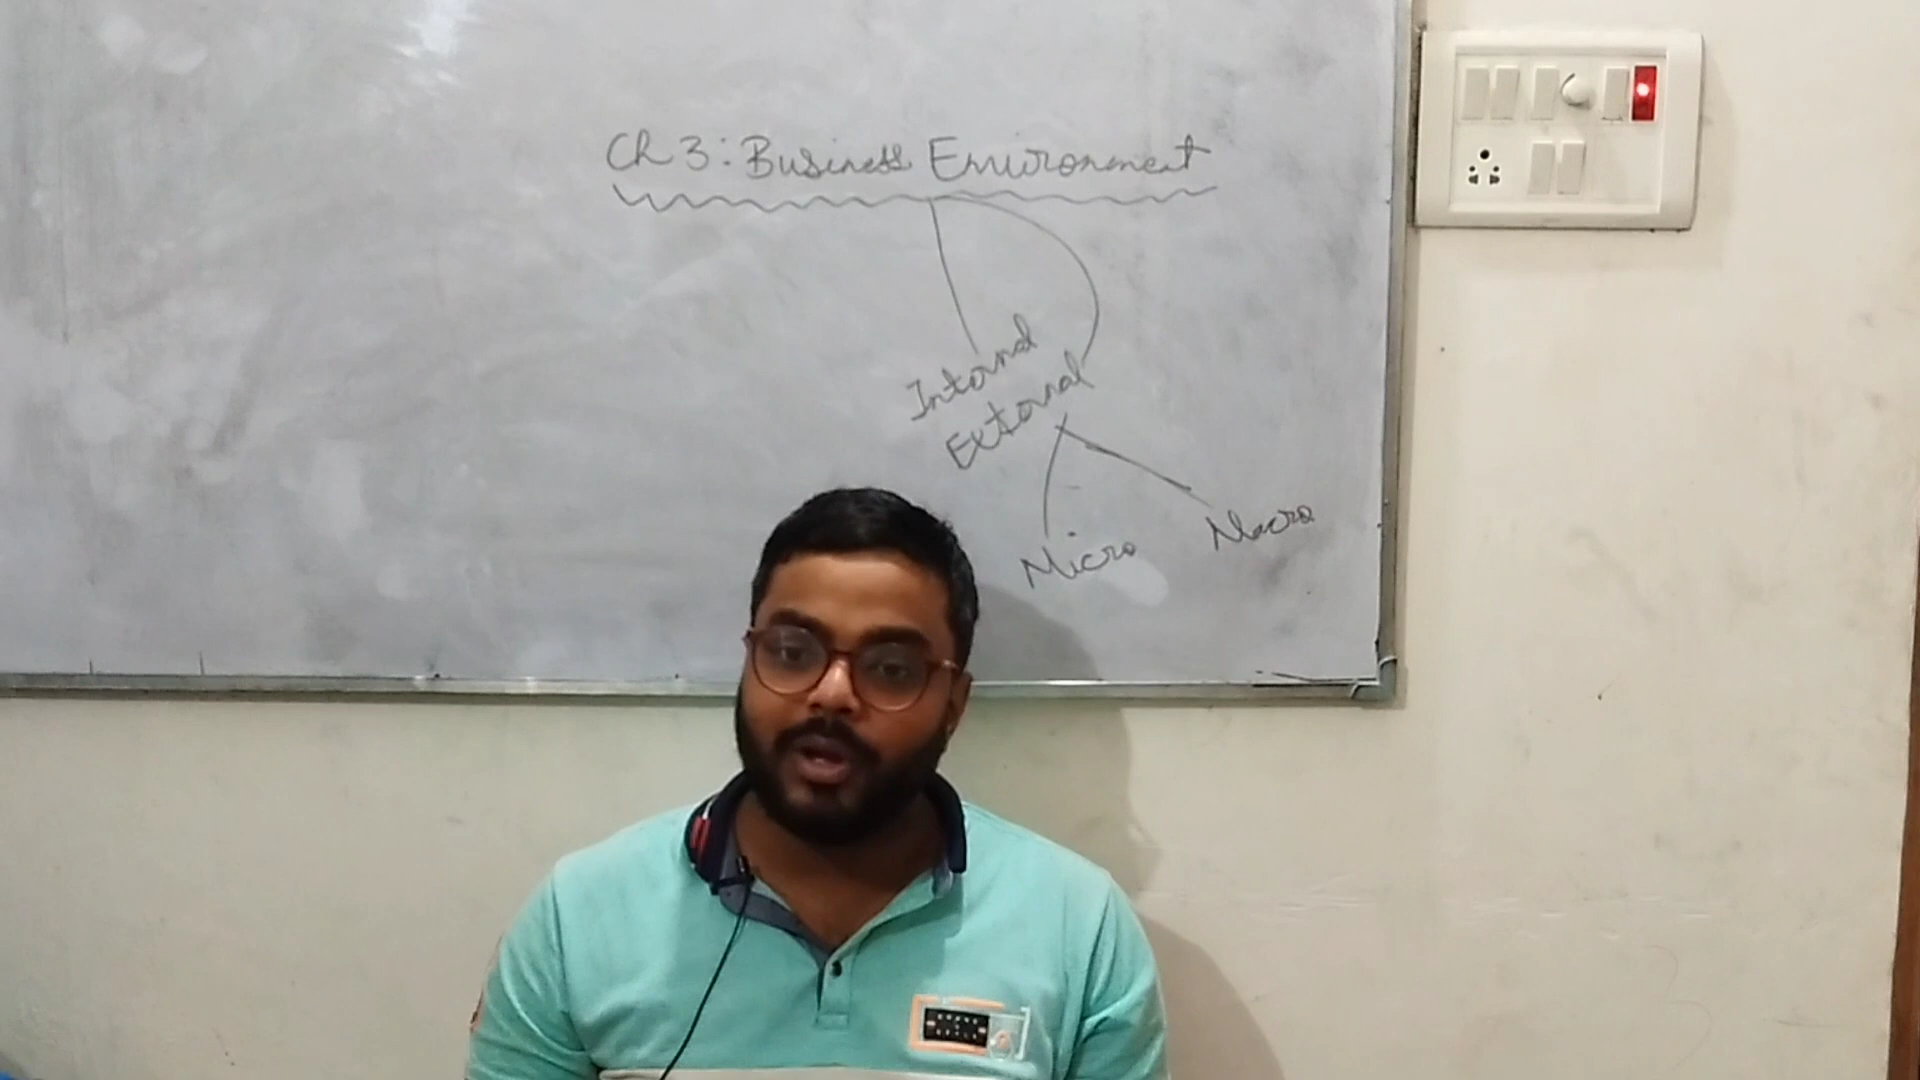 Ch 3: Business Environment
Internal
External
Micro
Macro